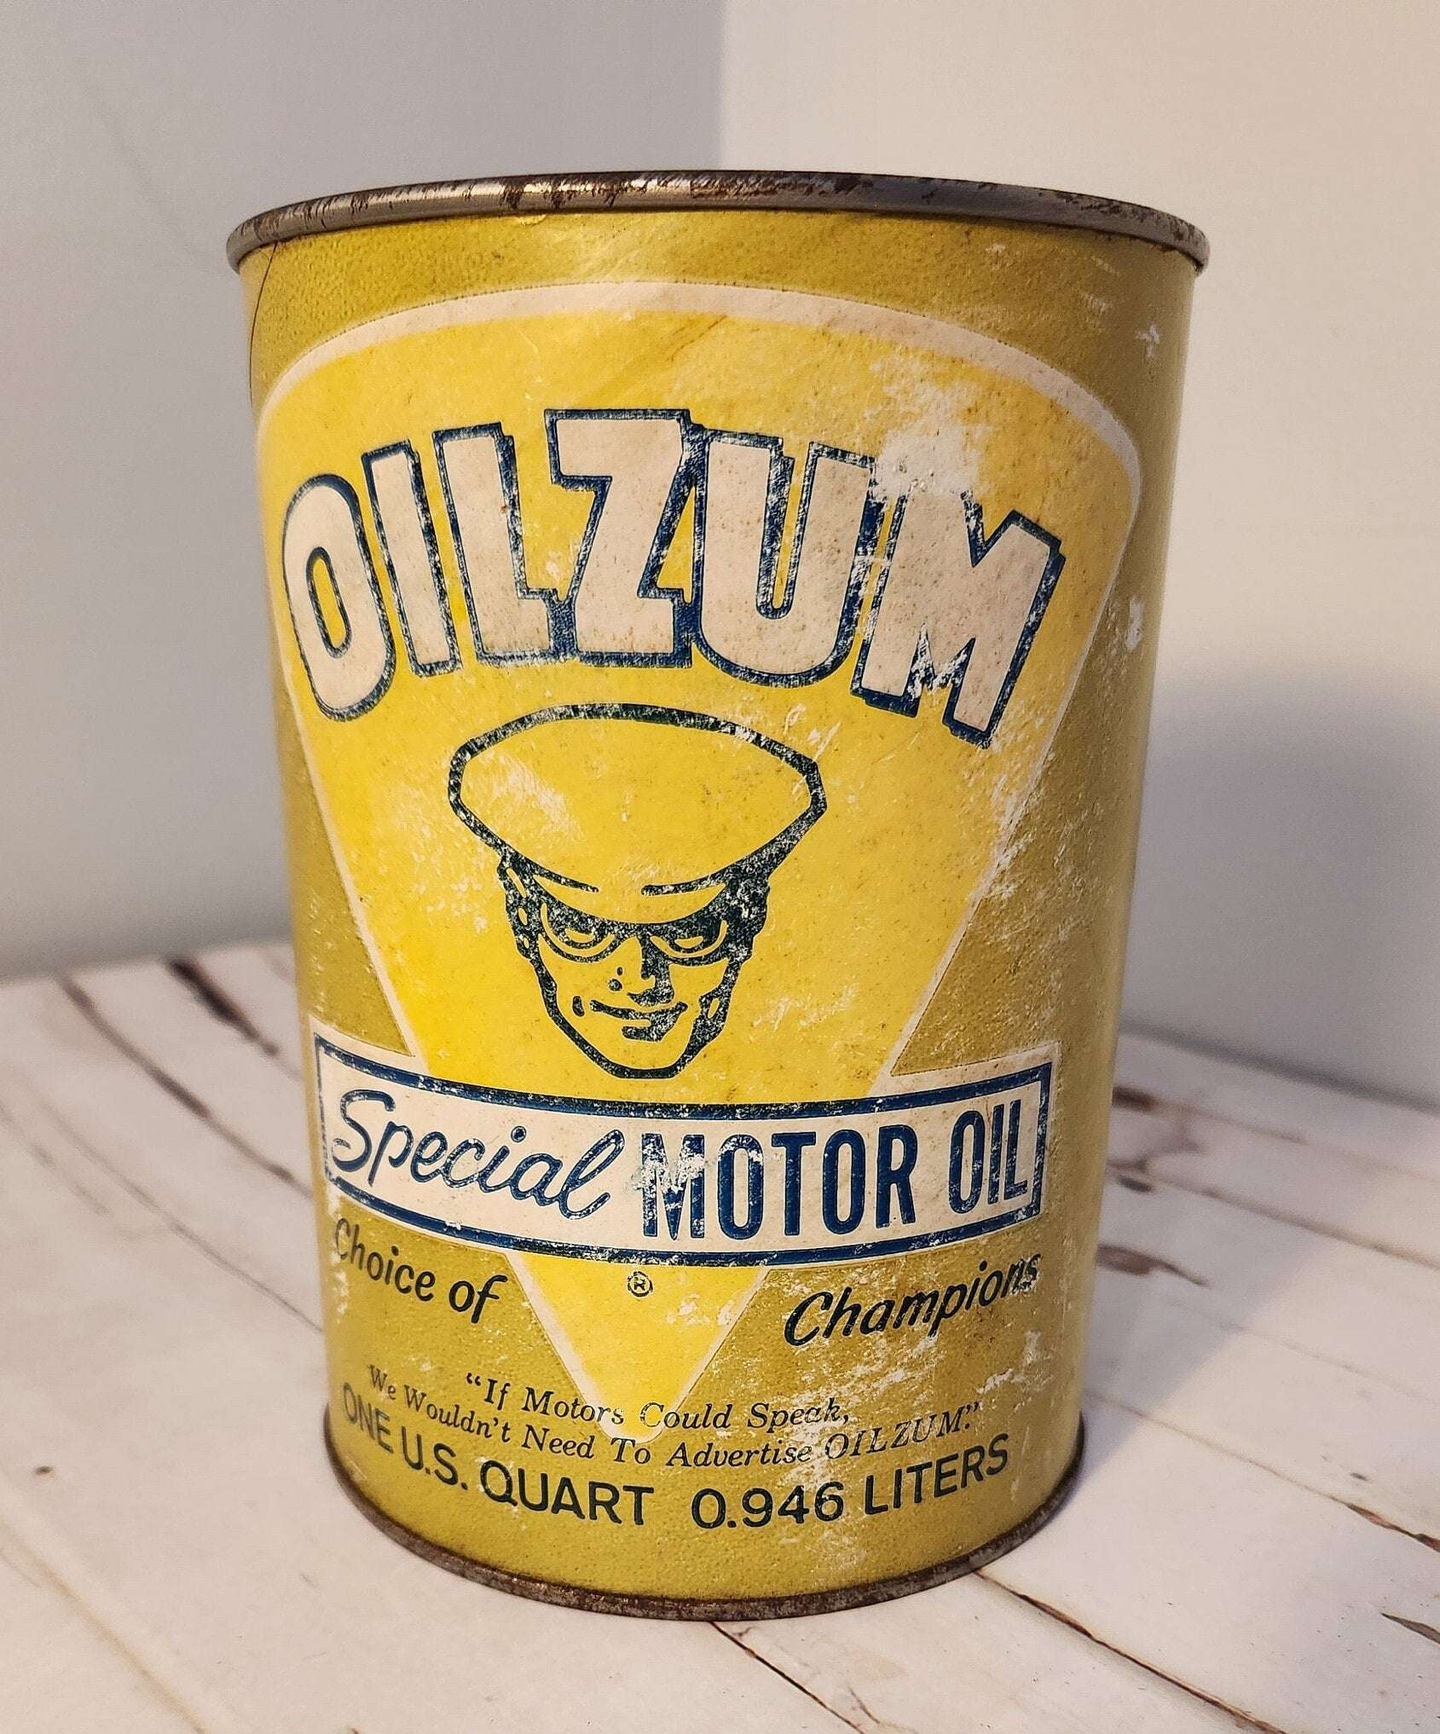 OILZUM
Special MOTOR OIL
®
Choice of Champions
"If Motors Could Speak,
We Wouldn't Need To Advertise OILZUM."
ONE U.S. QUART 0.946 LITERS